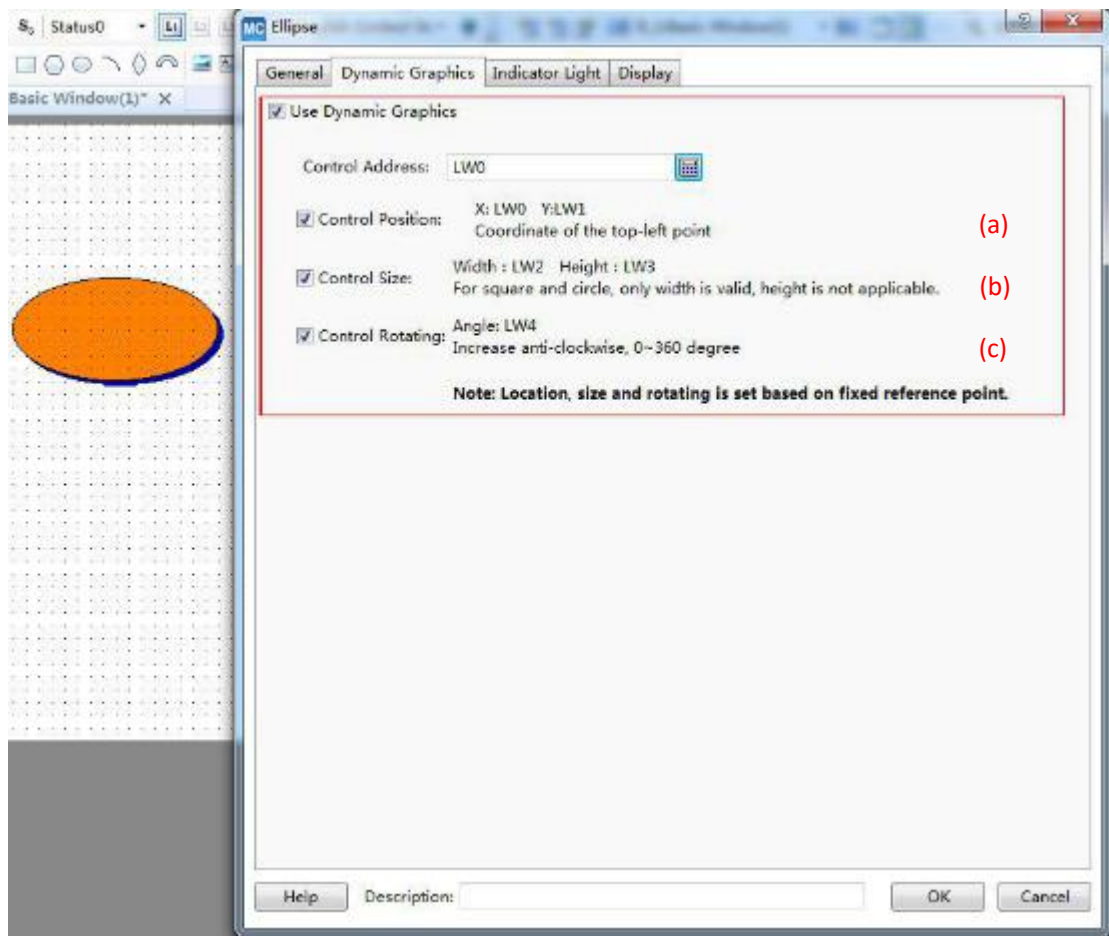 S₀ Status0
L1
Basic Window(1)* X
MC Ellipse
General Dynamic Graphics Indicator Light Display
Use Dynamic Graphics
Control Address: LW0
Control Position: X: LW0 Y:LW1
Coordinate of the top-left point
(a)
Control Size: Width : LW2 Height : LW3
For square and circle, only width is valid, height is not applicable.
(b)
Control Rotating: Angle: LW4
Increase anti-clockwise, 0~360 degree
(c)
Note: Location, size and rotating is set based on fixed reference point.
Help Description: OK Cancel